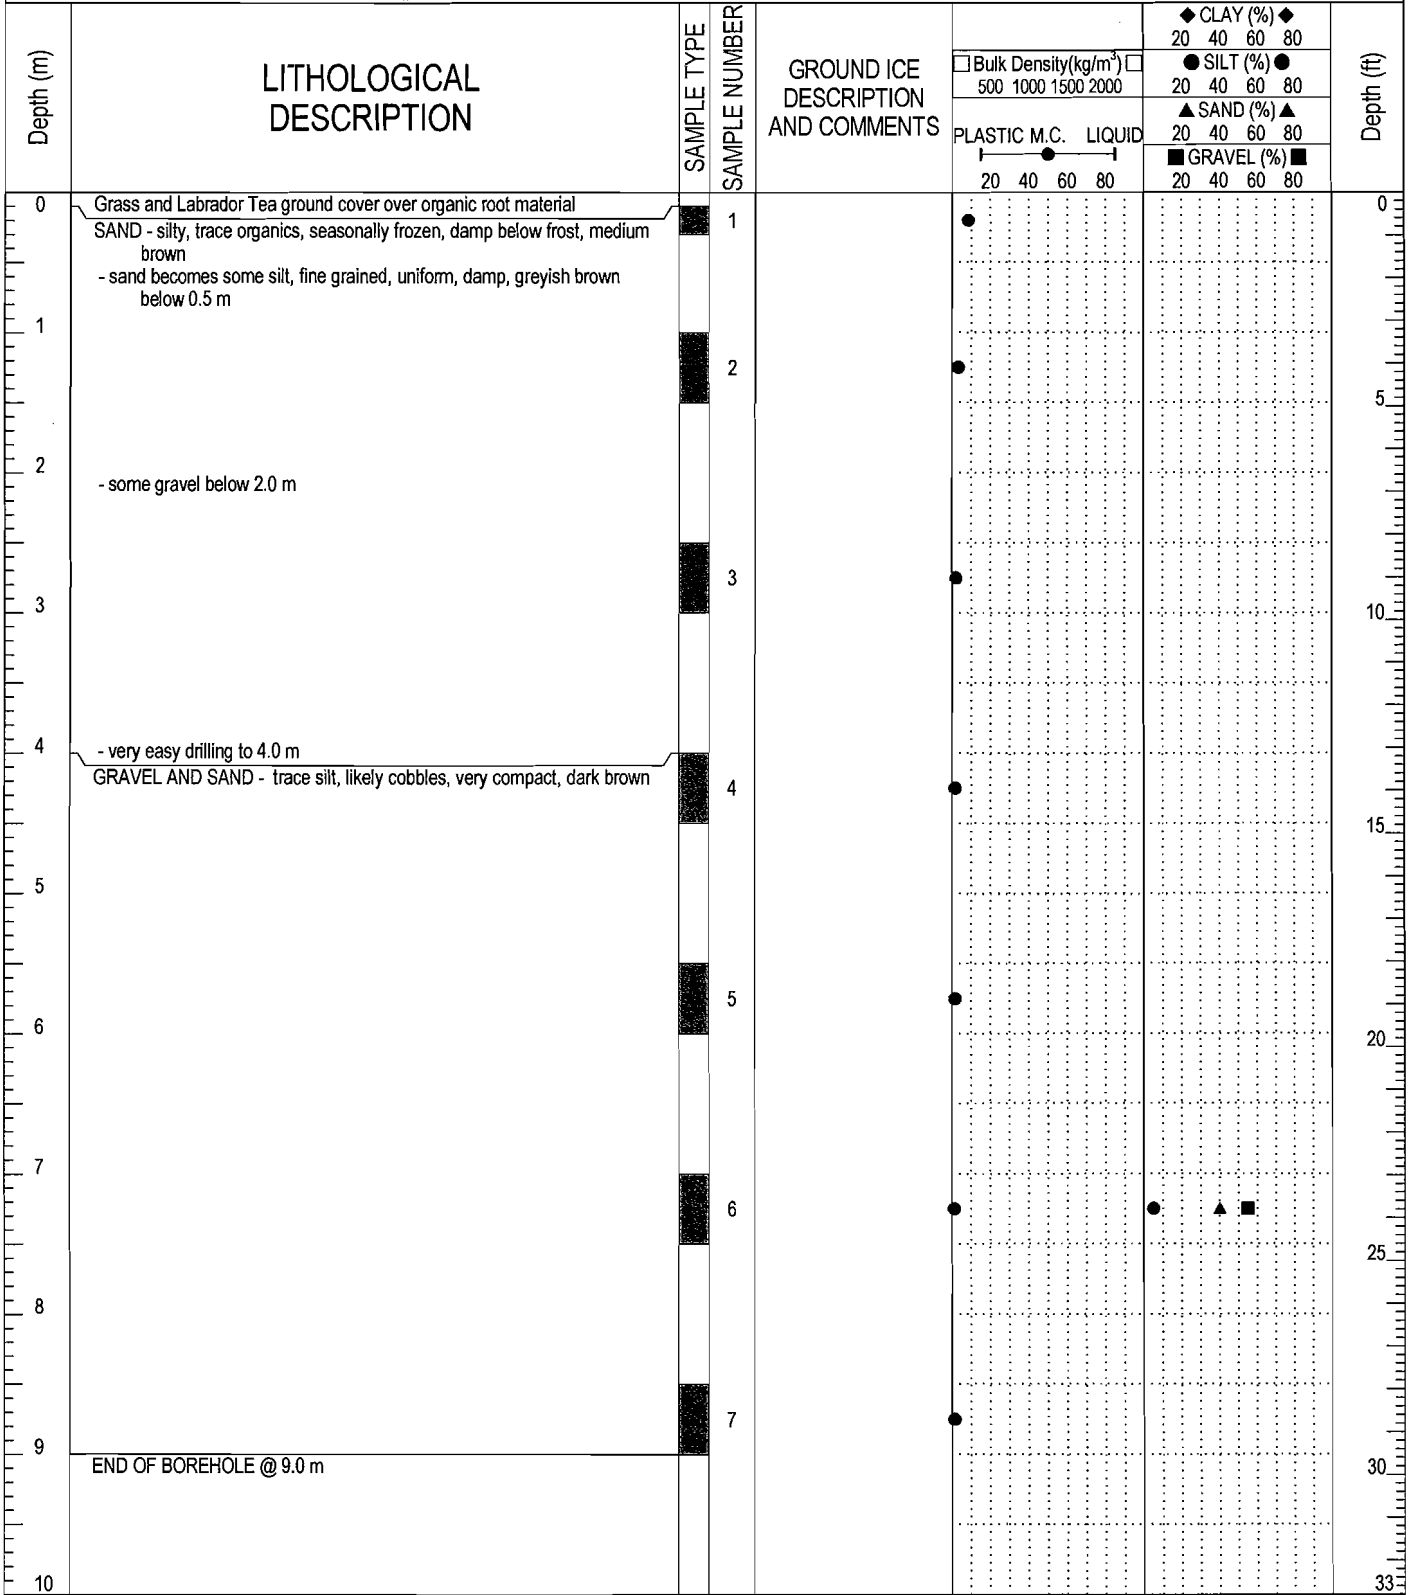 Depth (m)
LITHOLOGICAL
DESCRIPTION
SAMPLE TYPE
SAMPLE NUMBER
GROUND ICE
DESCRIPTION
AND COMMENTS
Bulk Density(kg/m³)
500 1000 1500 2000
PLASTIC M.C. LIQUID
20 40 60 80
CLAY (%)
20 40 60 80
SILT (%)
20 40 60 80
SAND (%)
20 40 60 80
GRAVEL (%)
20 40 60 80
Depth (ft)
0
Grass and Labrador Tea ground cover over organic root material
1
0
SAND - silty, trace organics, seasonally frozen, damp below frost, medium
brown
- sand becomes some silt, fine grained, uniform, damp, greyish brown
below 0.5 m
1
2
5
2
- some gravel below 2.0 m
3
3
10
4
- very easy drilling to 4.0 m
GRAVEL AND SAND - trace silt, likely cobbles, very compact, dark brown
4
15
5
5
6
20
7
6
25
8
7
9
END OF BOREHOLE @ 9.0 m
30
10
33